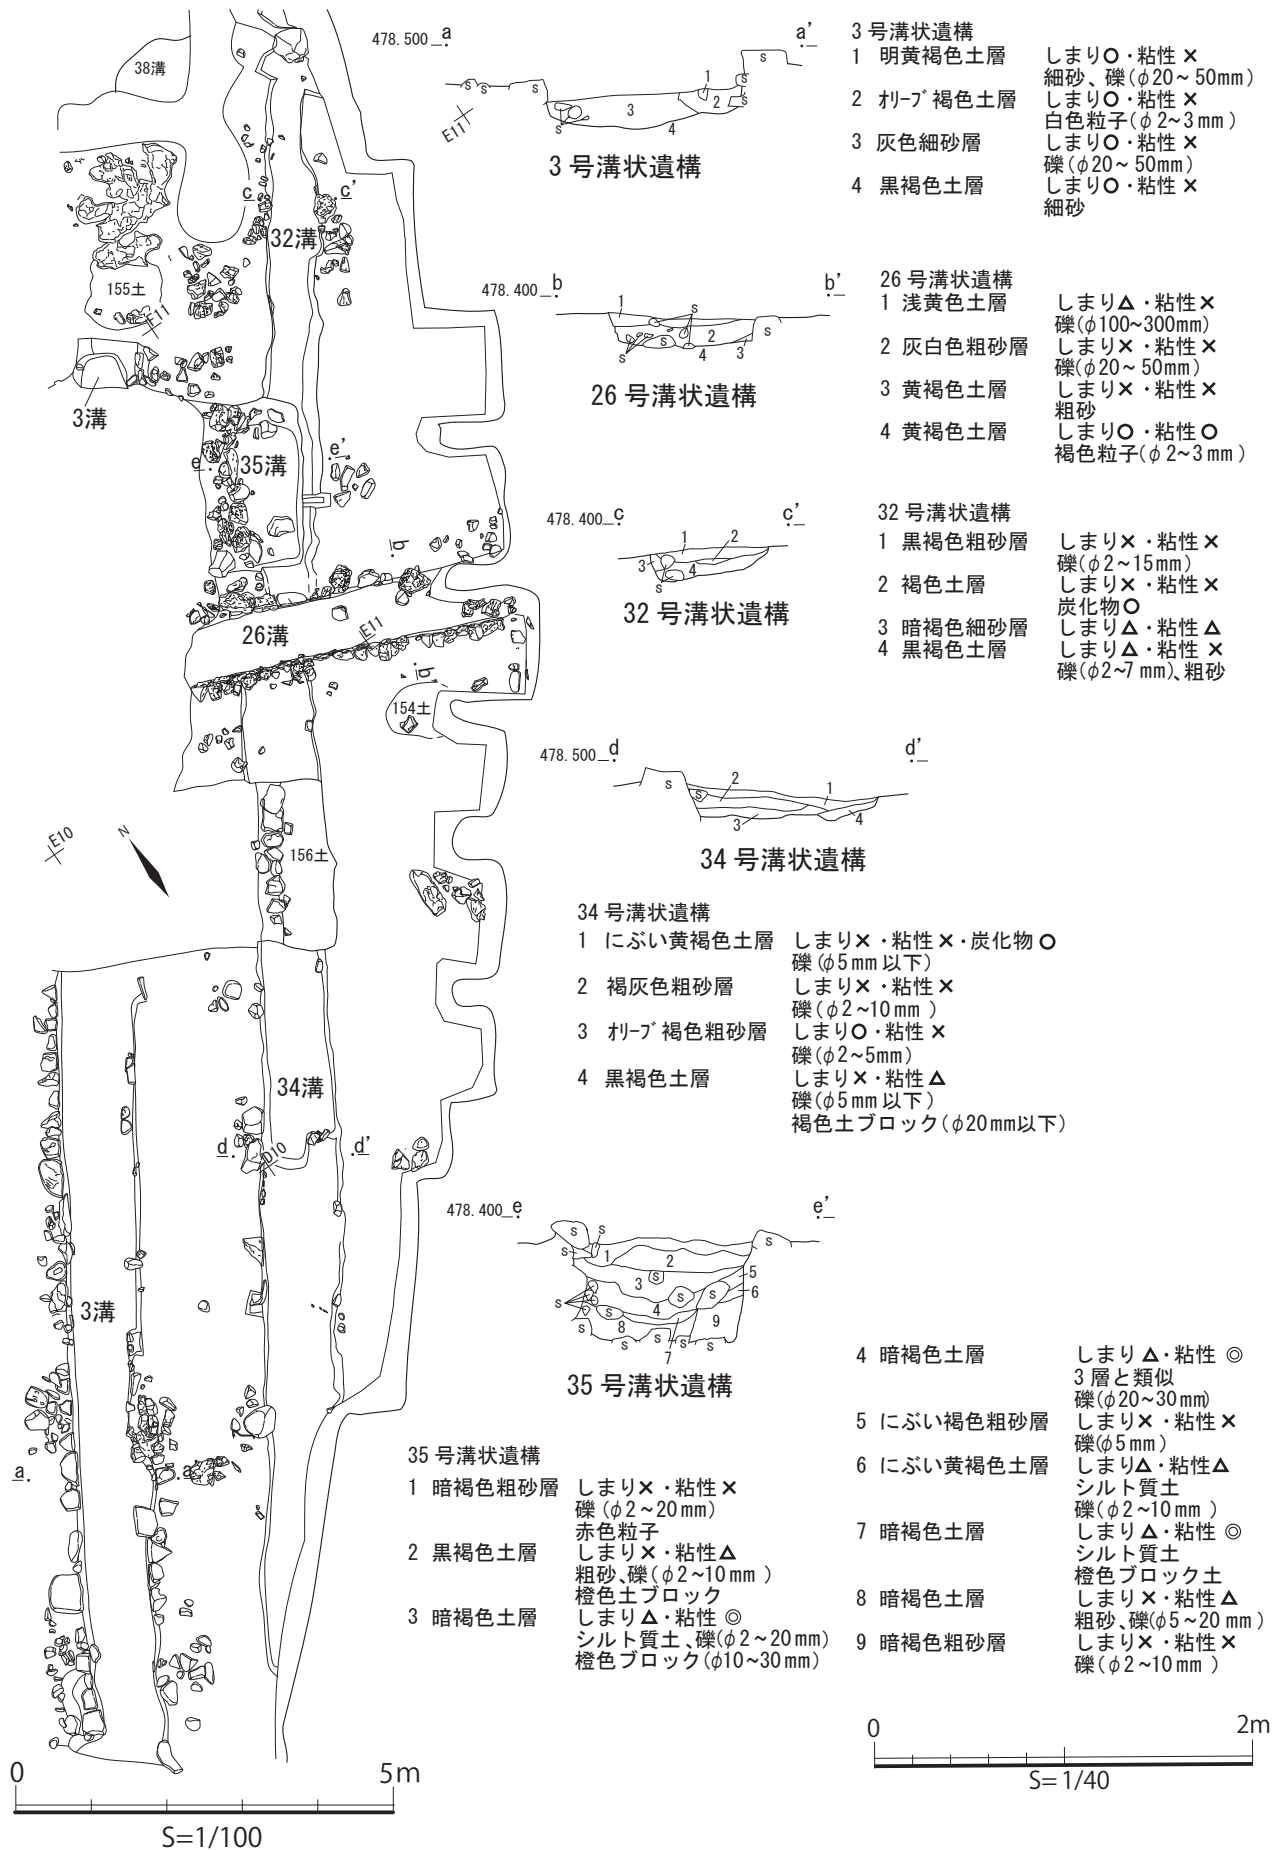 38溝
c
c'
32溝
155土
E11
3溝
e
e'
35溝
b
26溝
E11
b'
154土
E10
N
156土
34溝
d
D10
d'
3溝
a
a'
0 5m
S=1/100
478.500 a a'
E11
S S S S S S S
1 2 3 4
3 号溝状遺構
3 号溝状遺構
1 明黄褐色土層 しまり○・粘性×
細砂、礫(φ20～50mm)
2 オリーブ褐色土層 しまり○・粘性×
白色粒子(φ2~3mm)
3 灰色細砂層 しまり○・粘性×
礫(φ20～50mm)
4 黒褐色土層 しまり○・粘性×
細砂
478.400 b b'
1 S 2 S S 4 3
26 号溝状遺構
26 号溝状遺構
1 浅黄色土層 しまり△・粘性×
礫(φ100~300mm)
2 灰白色粗砂層 しまり×・粘性×
礫(φ20～50mm)
3 黄褐色土層 しまり×・粘性×
粗砂
4 黄褐色土層 しまり○・粘性○
褐色粒子(φ2~3mm)
478.400 c c'
1 2 3 4 S
32 号溝状遺構
32 号溝状遺構
1 黒褐色粗砂層 しまり×・粘性×
礫(φ2~15mm)
2 褐色土層 しまり×・粘性×
炭化物○
3 暗褐色細砂層 しまり△・粘性△
4 黒褐色土層 しまり△・粘性×
礫(φ2~7mm)、粗砂
478.500 d d'
S 2 S 1 3 4
34 号溝状遺構
34 号溝状遺構
1 にぶい黄褐色土層 しまり×・粘性×・炭化物○
礫(φ5mm以下)
2 褐灰色粗砂層 しまり×・粘性×
礫(φ2~10mm)
3 オリーブ褐色粗砂層 しまり○・粘性×
礫(φ2~5mm)
4 黒褐色土層 しまり×・粘性△
礫(φ5mm以下)
褐色土ブロック(φ20mm以下)
478.400 e e'
S S S S
1 2 5
3 S 6
S 4 S S 9
S S 8 S S S S
7
35 号溝状遺構
35 号溝状遺構
1 暗褐色粗砂層 しまり×・粘性×
礫(φ2~20mm)
赤色粒子
2 黒褐色土層 しまり×・粘性△
粗砂、礫(φ2~10mm)
橙色土ブロック
3 暗褐色土層 しまり△・粘性◎
シルト質土、礫(φ2~20mm)
橙色ブロック(φ10~30mm)
4 暗褐色土層 しまり△・粘性◎
3層と類似
礫(φ20~30mm)
5 にぶい褐色粗砂層 しまり×・粘性×
礫(φ5mm)
6 にぶい黄褐色土層 しまり△・粘性△
シルト質土
礫(φ2~10mm)
7 暗褐色土層 しまり△・粘性◎
シルト質土
橙色ブロック土
8 暗褐色土層 しまり×・粘性△
粗砂、礫(φ5~20mm)
9 暗褐色粗砂層 しまり×・粘性×
礫(φ2~10mm)
0 2m
S=1/40